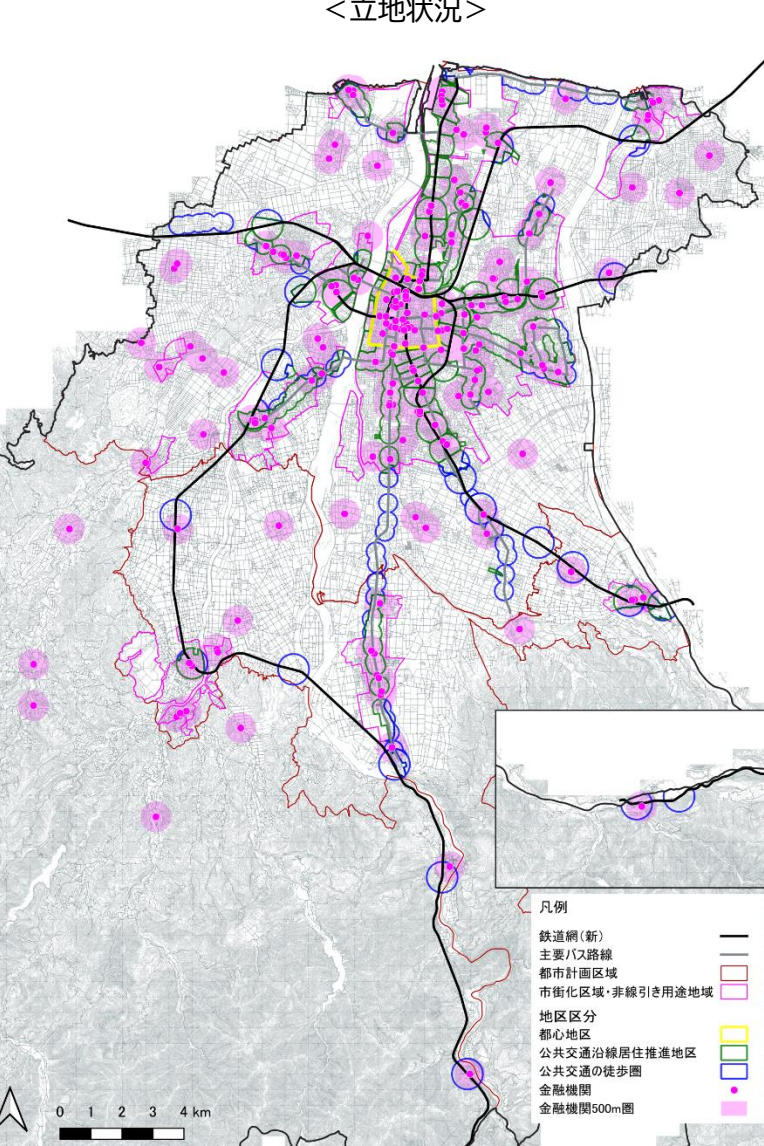 <立地状況>
凡例
鉄道網(新)
主要バス路線
都市計画区域
市街化区域・非線引き用途地域
地区区分
都心地区
公共交通沿線居住推進地区
公共交通の徒歩圏
金融機関
金融機関500m圏
0 1 2 3 4 km